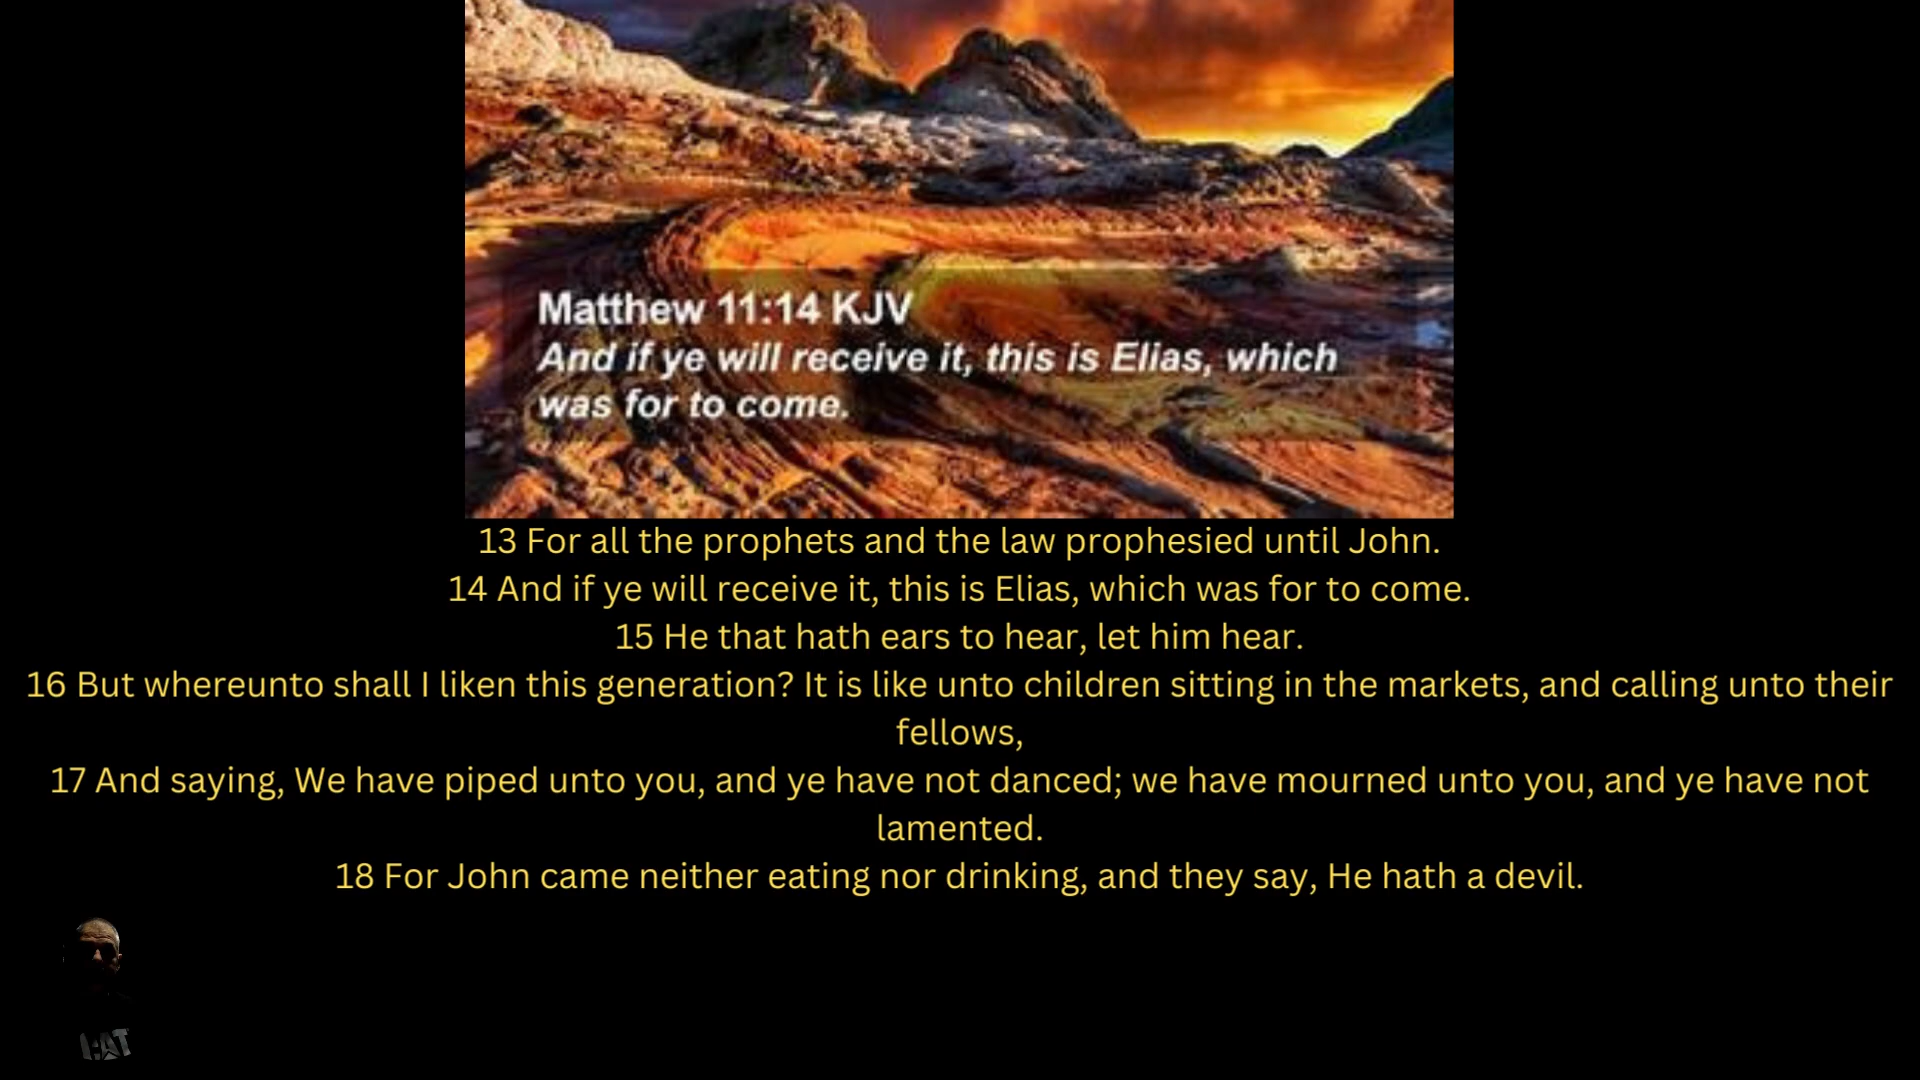 Matthew 11:14 KJV
And if ye will receive it, this is Elias, which
was for to come.
13 For all the prophets and the law prophesied until John.
14 And if ye will receive it, this is Elias, which was for to come.
15 He that hath ears to hear, let him hear.
16 But whereunto shall I liken this generation? It is like unto children sitting in the markets, and calling unto their
fellows,
17 And saying, We have piped unto you, and ye have not danced; we have mourned unto you, and ye have not
lamented.
18 For John came neither eating nor drinking, and they say, He hath a devil.
CAT